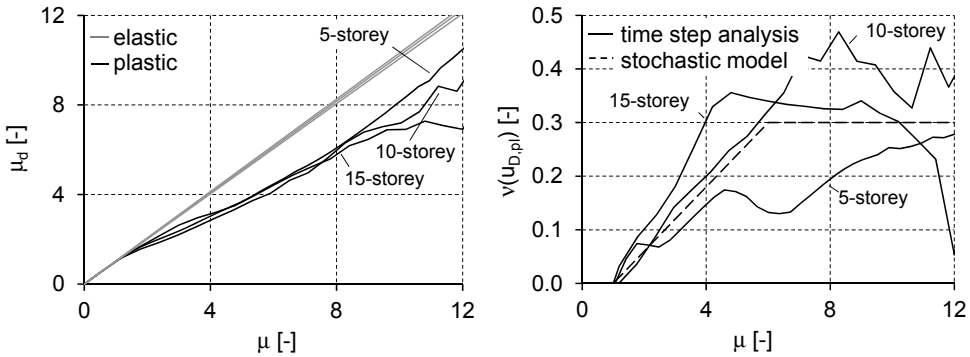 12
8
4
0
μd [-]
elastic
plastic
5-storey
10-storey
15-storey
0 4 8 12
μ [-]
0.5
0.4
0.3
0.2
0.1
0.0
ν(uD,pl) [-]
time step analysis
stochastic model
10-storey
15-storey
5-storey
0 4 8 12
μ [-]